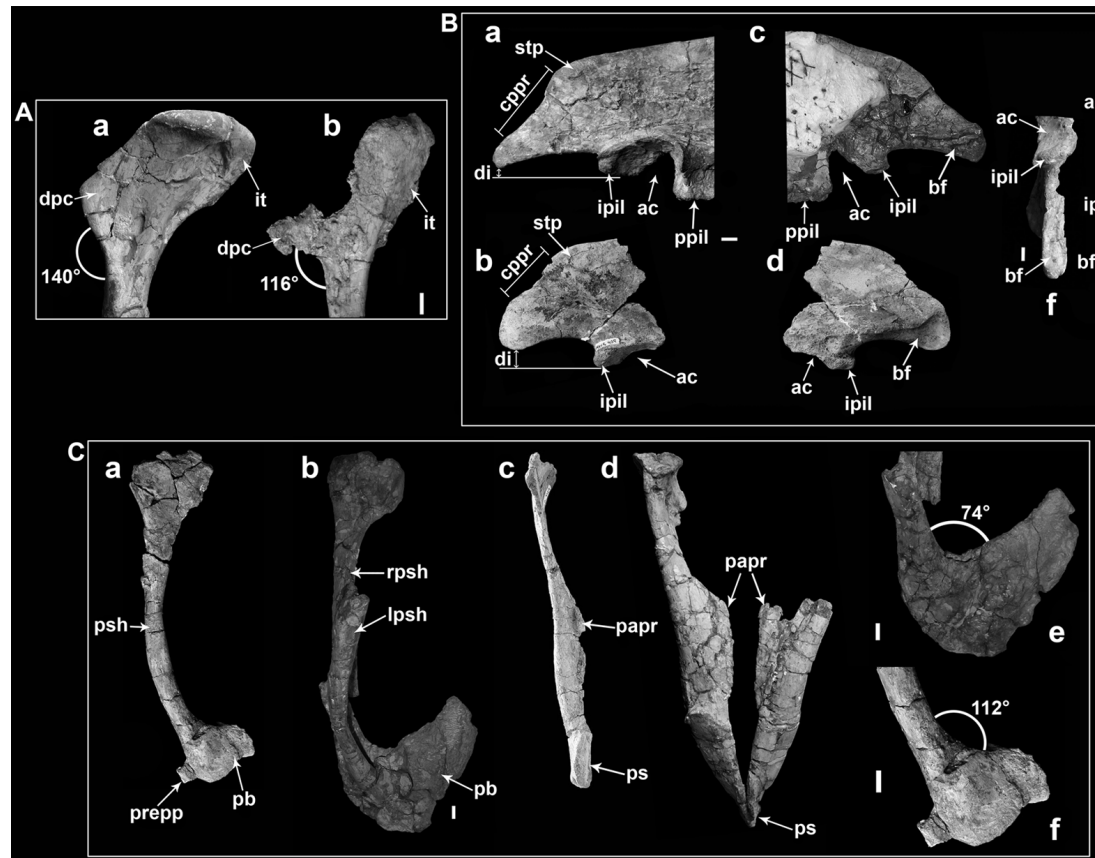 A
a
b
dpc
it
it
dpc
140°
116°
B
a
c
stp
cppr
di
ipil
ac
ppil
ppil
ac
ipil
bf
ac
ipil
bf
f
a
ip
bf
b
d
stp
cppr
di
ipil
ac
ac
ipil
bf
C
a
b
c
d
psh
rpsh
lpsh
papr
papr
prepp
pb
pb
ps
ps
74°
e
112°
f